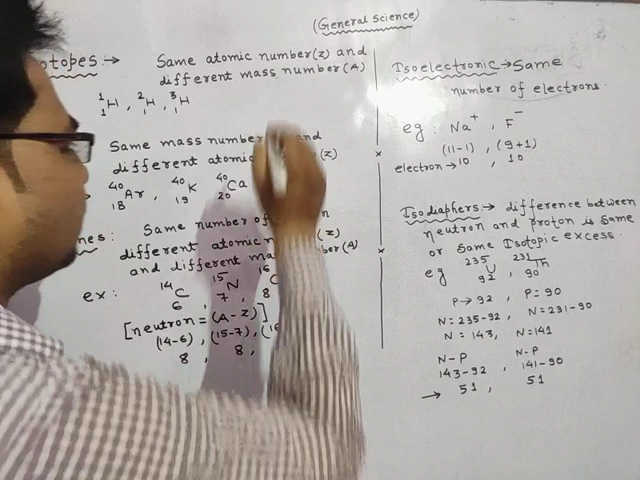 (General Science)
otopes:→ Same atomic number(z) and
different mass number(A)
¹₁H, ²₁H, ³₁H
Same mass number and
different atomic (z)
⁴⁰₁₈Ar, ⁴⁰₁₉K ⁴⁰₂₀Ca
nes: Same number of
different atomic n (z)
and different ma mber(A)
ex: ¹⁴₆C, ¹⁵₇N, ¹⁶₈
[neutron = (A-Z)]
(14-6), (15-7), (16
8, 8,
Isoelectronic → Same
number of electrons.
eg: Na⁺, F⁻
(11-1), (9+1)
electron → 10, 10
Isodiaphers → difference between
neutron and proton is same
or same Isotopic excess.
eg ²³⁵₉₂U, ²³¹₉₀Th
P → 92, P = 90
N = 235-92, N = 231-90
N = 143, N = 141
N-P N-P
143-92, 141-90
→ 51, 51